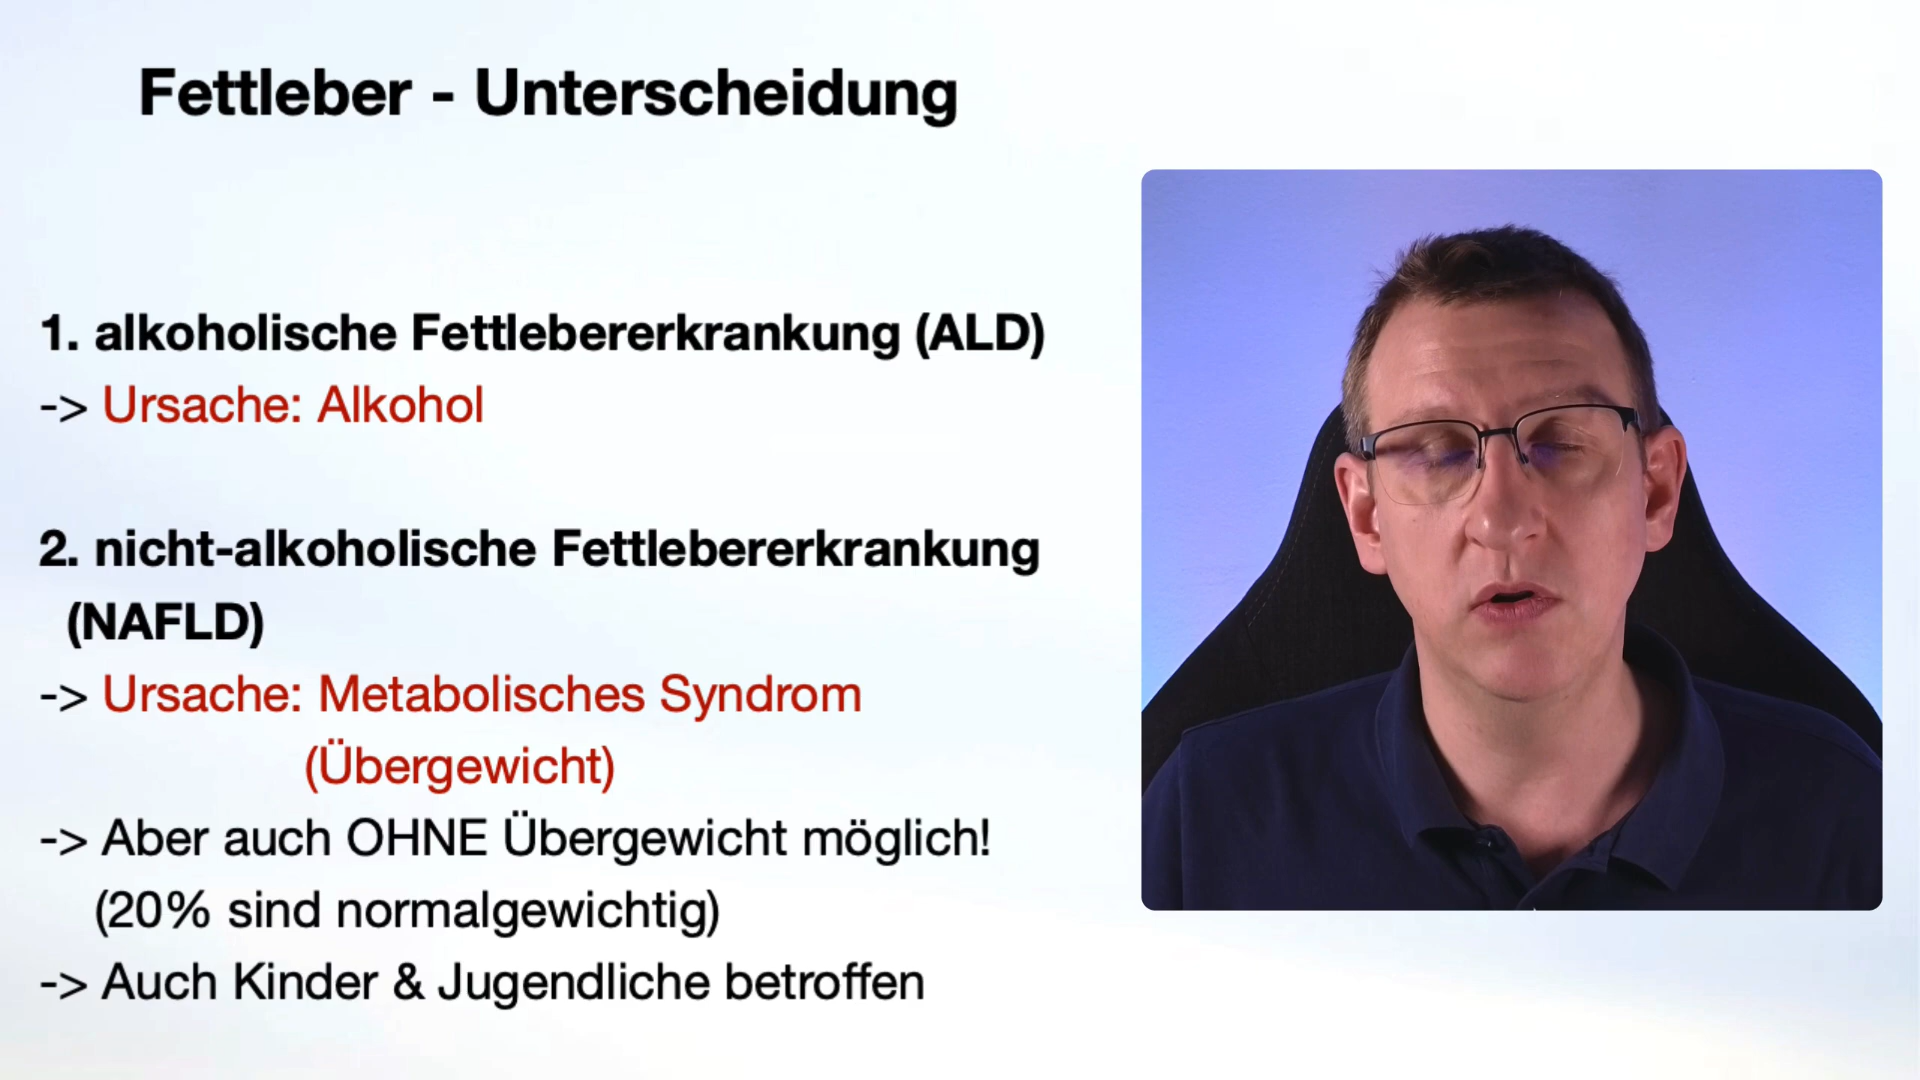 Fettleber - Unterscheidung
1. alkoholische Fettlebererkrankung (ALD)
-> Ursache: Alkohol
2. nicht-alkoholische Fettlebererkrankung
(NAFLD)
-> Ursache: Metabolisches Syndrom
(Übergewicht)
-> Aber auch OHNE Übergewicht möglich!
(20% sind normalgewichtig)
-> Auch Kinder & Jugendliche betroffen